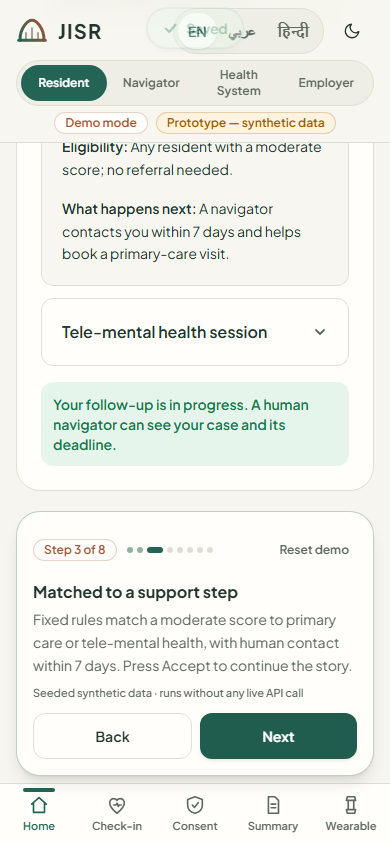 JISR
Saved
EN
عربي
हिन्दी
Resident
Navigator
Health
System
Employer
Demo mode
Prototype — synthetic data
Eligibility: Any resident with a moderate
score; no referral needed.
What happens next: A navigator
contacts you within 7 days and helps
book a primary-care visit.
Tele-mental health session
Your follow-up is in progress. A human
navigator can see your case and its
deadline.
Step 3 of 8
Reset demo
Matched to a support step
Fixed rules match a moderate score to primary
care or tele-mental health, with human contact
within 7 days. Press Accept to continue the story.
Seeded synthetic data · runs without any live API call
Back
Next
Home
Check-in
Consent
Summary
Wearable